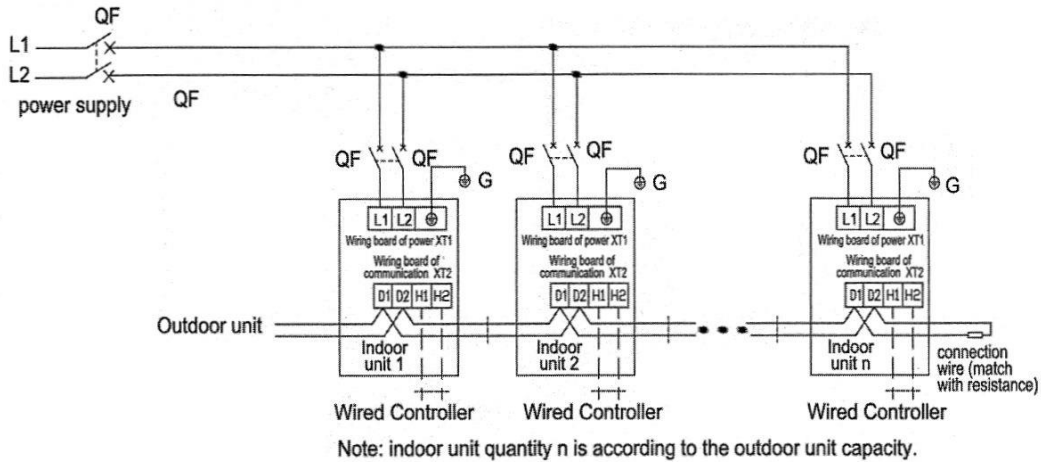 QF
L1
L2
power supply
QF
QF QF G
QF QF G
QF G
L1 L2
Wiring board of power XT1
Wiring board of
communication XT2
D1 D2 H1 H2
L1 L2
Wiring board of power XT1
Wiring board of
communication XT2
D1 D2 H1 H2
L1 L2
Wiring board of power XT1
Wiring board of
communication XT2
D1 D2 H1 H2
Outdoor unit
Indoor
unit 1
Indoor
unit 2
Indoor
unit n
connection
wire (match
with resistance)
Wired Controller
Wired Controller
Wired Controller
Note: indoor unit quantity n is according to the outdoor unit capacity.